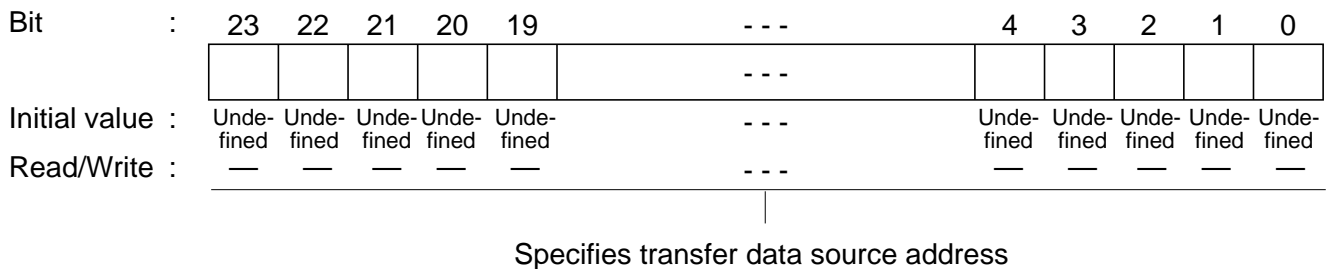 Bit : 23 22 21 20 19 - - - 4 3 2 1 0
- - -
Initial value : Unde- Unde- Unde- Unde- Unde- - - - Unde- Unde- Unde- Unde- Unde-
fined fined fined fined fined fined fined fined fined fined
Read/Write : — — — — — - - - — — — — —
Specifies transfer data source address